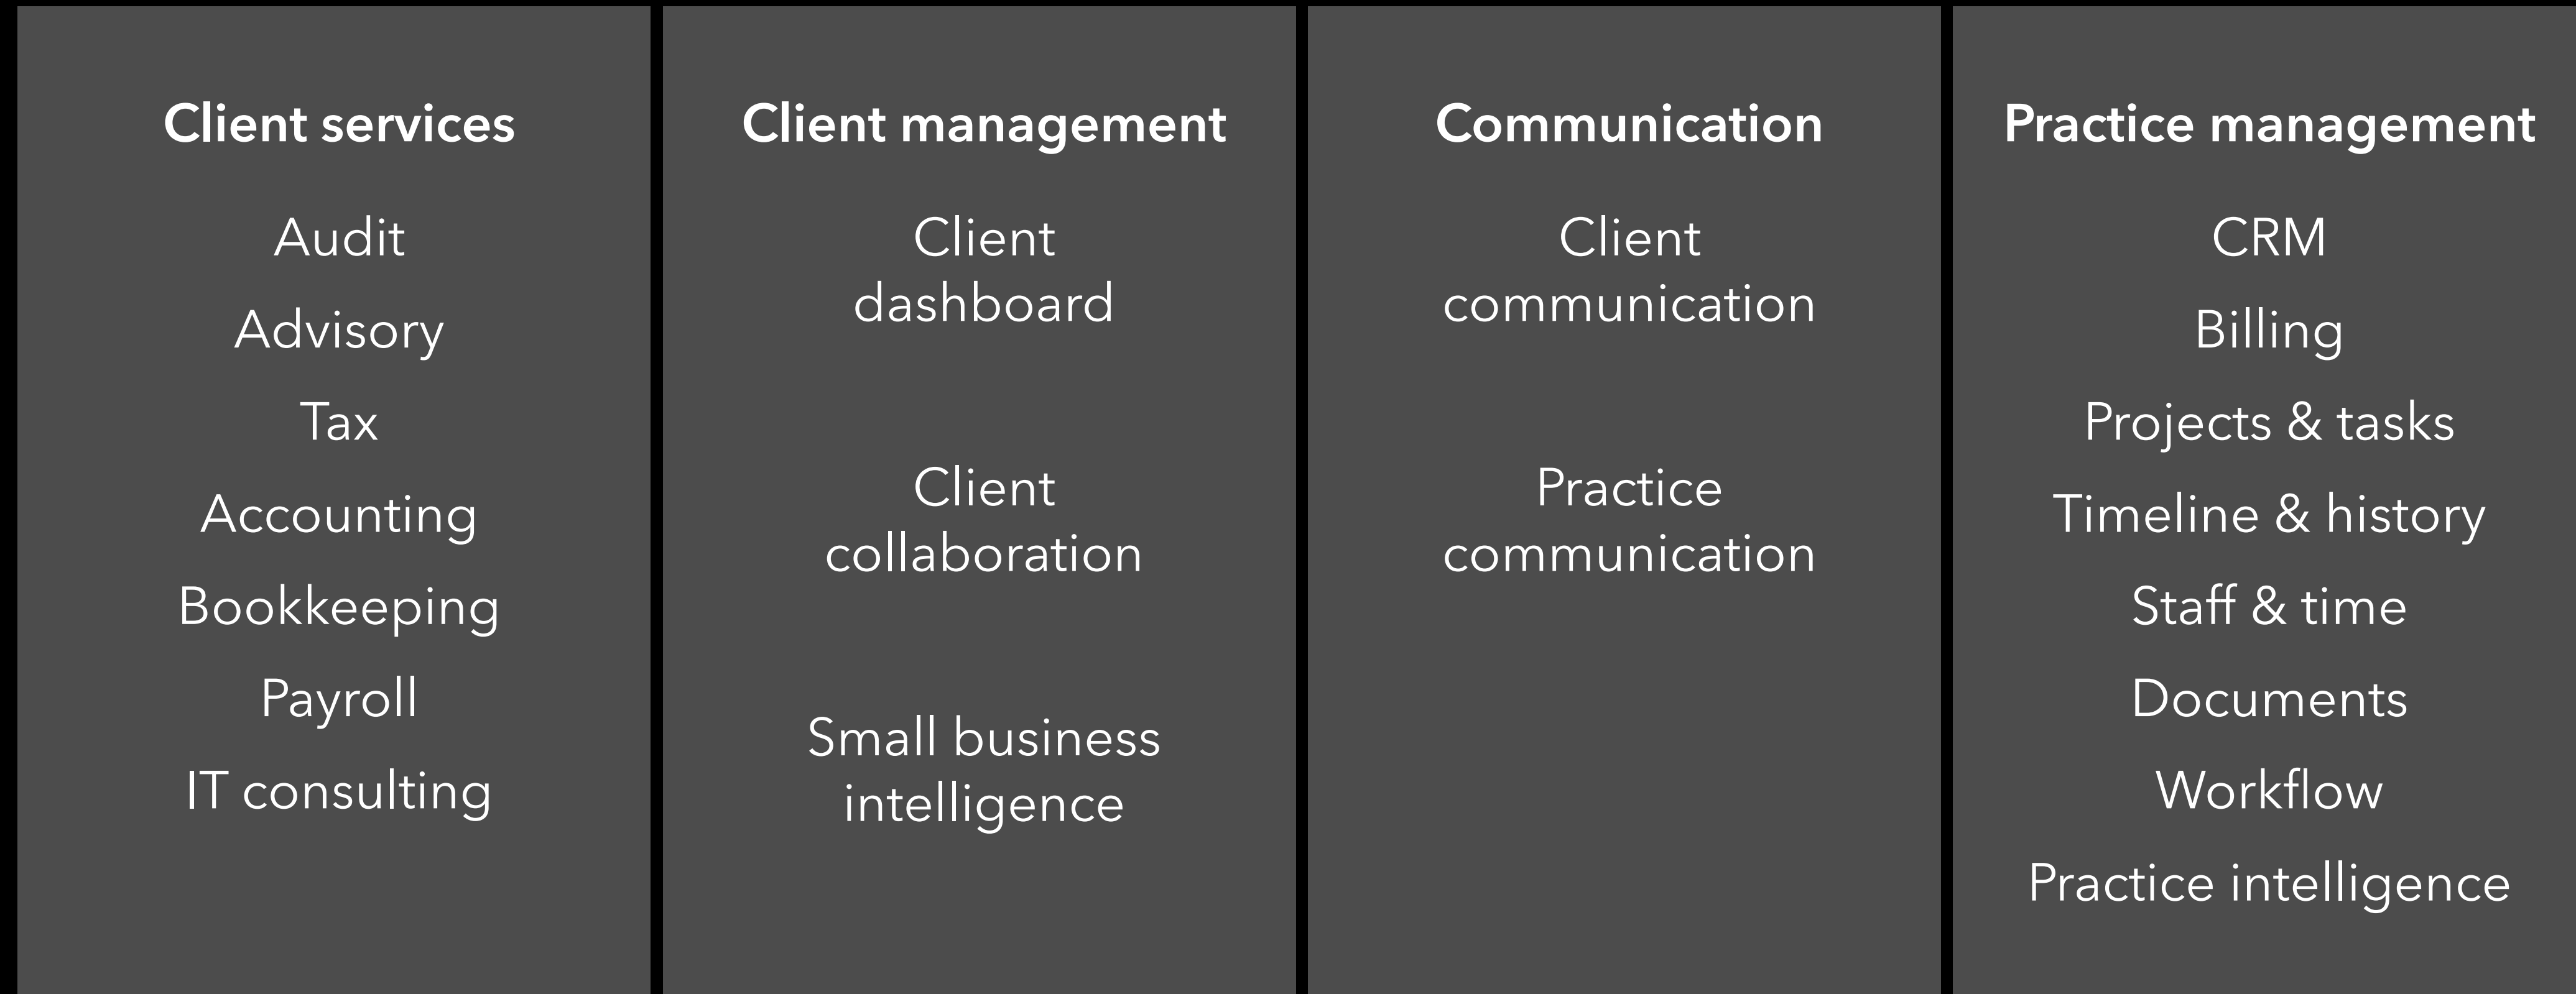 Client services
Audit
Advisory
Tax
Accounting
Bookkeeping
Payroll
IT consulting
Client management
Client
dashboard
Client
collaboration
Small business
intelligence
Communication
Client
communication
Practice
communication
Practice management
CRM
Billing
Projects & tasks
Timeline & history
Staff & time
Documents
Workflow
Practice intelligence